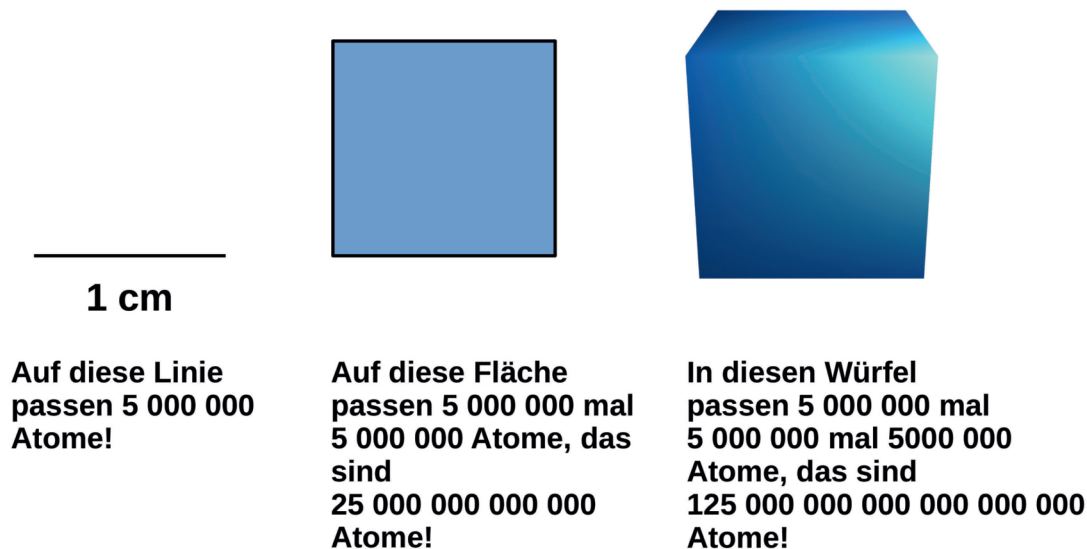 1 cm
Auf diese Linie
passen 5 000 000
Atome!
Auf diese Fläche
passen 5 000 000 mal
5 000 000 Atome, das
sind
25 000 000 000 000
Atome!
In diesen Würfel
passen 5 000 000 mal
5 000 000 mal 5000 000
Atome, das sind
125 000 000 000 000 000 000
Atome!